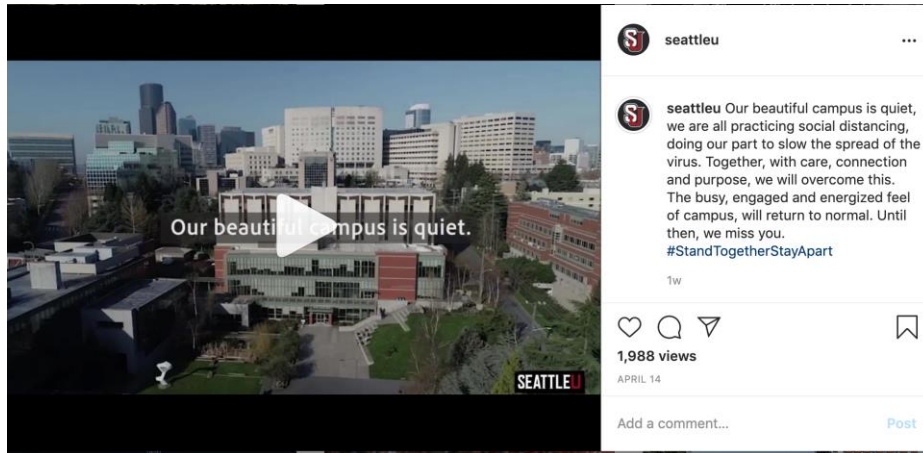 Our beautiful campus is quiet.
SEATTLEU
seattleu
seattleu Our beautiful campus is quiet,
we are all practicing social distancing,
doing our part to slow the spread of the
virus. Together, with care, connection
and purpose, we will overcome this.
The busy, engaged and energized feel
of campus, will return to normal. Until
then, we miss you.
#StandTogetherStayApart
1w
1,988 views
APRIL 14
Add a comment...
Post